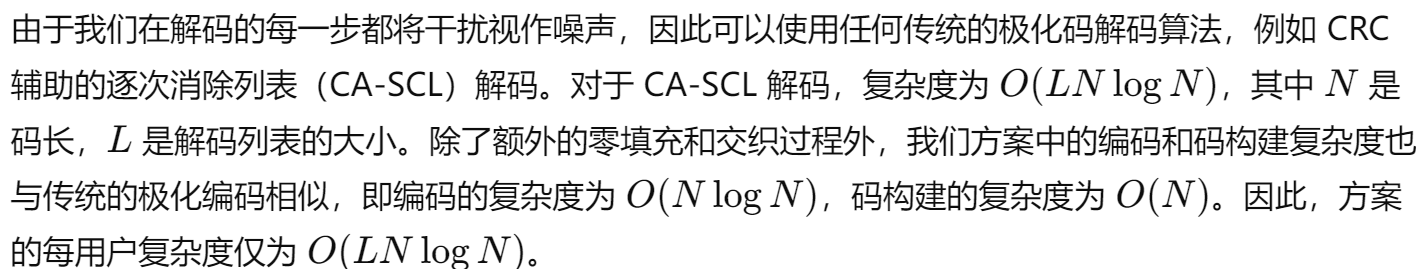 由于我们在解码的每一步都将干扰视作噪声，因此可以使用任何传统的极化码解码算法，例如 CRC
辅助的逐次消除列表（CA-SCL）解码。对于 CA-SCL 解码，复杂度为 O(LN log N)，其中 N 是
码长，L 是解码列表的大小。除了额外的零填充和交织过程外，我们方案中的编码和码构建复杂度也
与传统的极化编码相似，即编码的复杂度为 O(N log N)，码构建的复杂度为 O(N)。因此，方案
的每用户复杂度仅为 O(LN log N)。